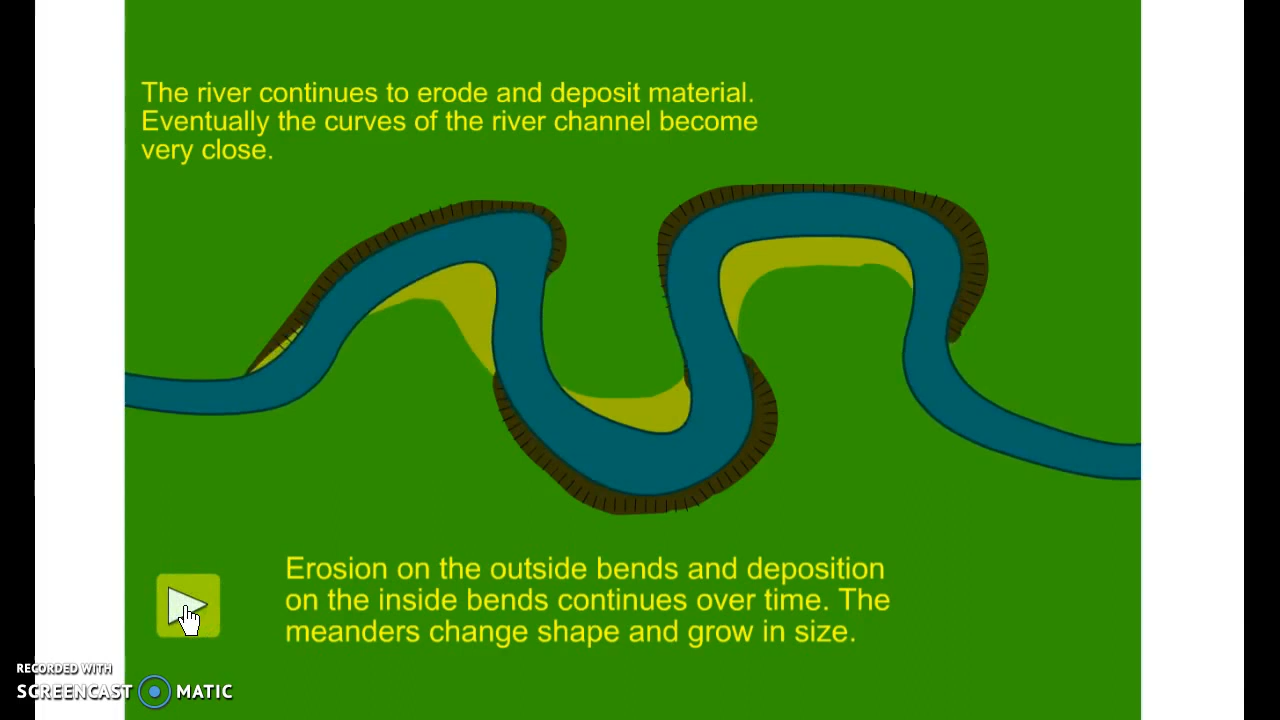 The river continues to erode and deposit material.
Eventually the curves of the river channel become
very close.
Erosion on the outside bends and deposition
on the inside bends continues over time. The
meanders change shape and grow in size.
RECORDED WITH
SCREENCAST MATIC